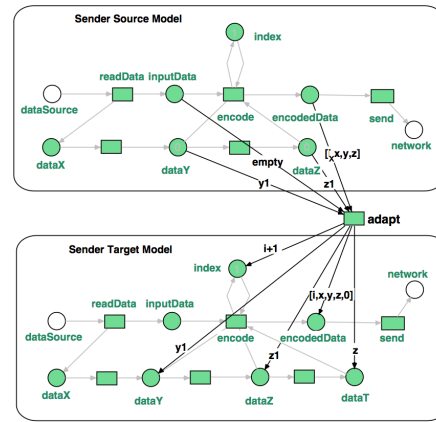 Sender Source Model
index
readData inputData
dataSource
encode
encodedData
send
network
dataX
dataY
dataZ
empty
[x,y,z]
y1
z1
adapt
Sender Target Model
index
i+1
readData
inputData
[i,x,y,z,0]
network
dataSource
y1
encode
encodedData
send
z1
z
dataX
dataY
dataZ
dataT